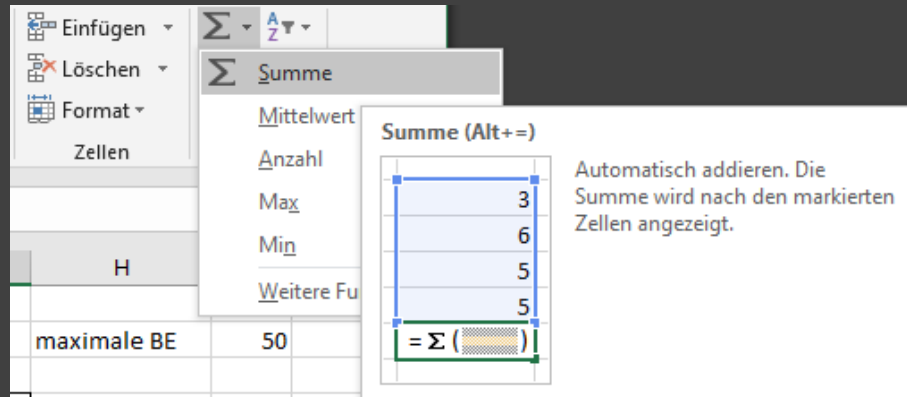 Einfügen
Löschen
Format
Zellen
Σ
A
Z
Σ Summe
Mittelwert
Anzahl
Max
Min
Weitere Fu
Summe (Alt+=)
3
6
5
5
= Σ ( )
Automatisch addieren. Die
Summe wird nach den markierten
Zellen angezeigt.
H
maximale BE 50